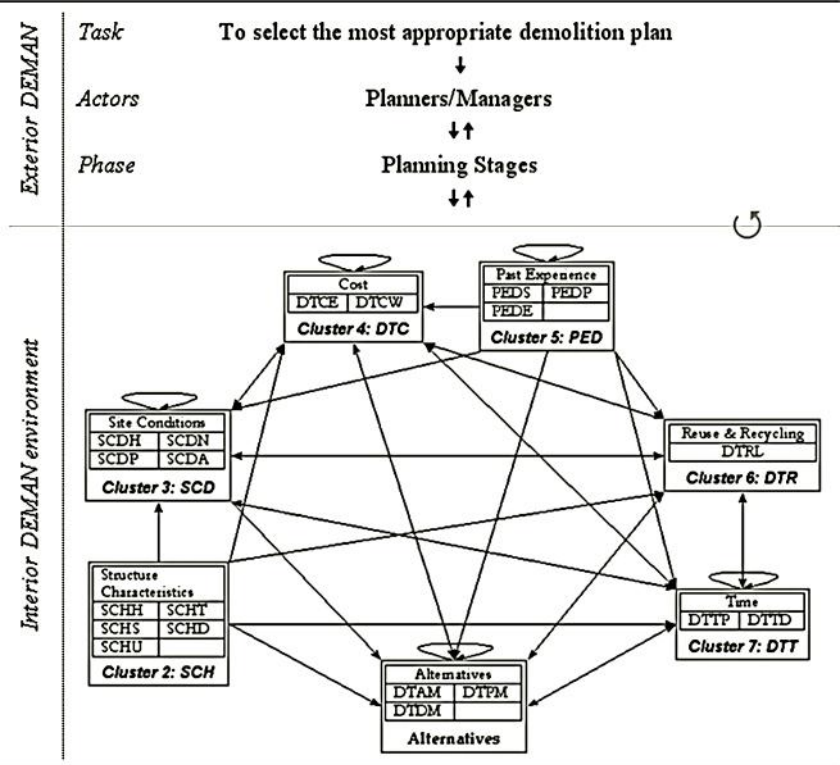 Exterior DEMAN
Task
To select the most appropriate demolition plan
Actors
Planners/Managers
Phase
Planning Stages
Interior DEMAN environment
Cost
DTCE DTCW
Cluster 4: DTC
Past Experience
PEDS PEDP
PEDE
Cluster 5: PED
Site Conditions
SCDH SCDN
SCDP SCDA
Cluster 3: SCD
Reuse & Recycling
DTRL
Cluster 6: DTR
Structure
Characteristics
SCHH SCHT
SCHS SCHD
SCHU
Cluster 2: SCH
Time
DTTP DTTD
Cluster 7: DTT
Alternatives
DTAM DTPM
DTDM
Alternatives